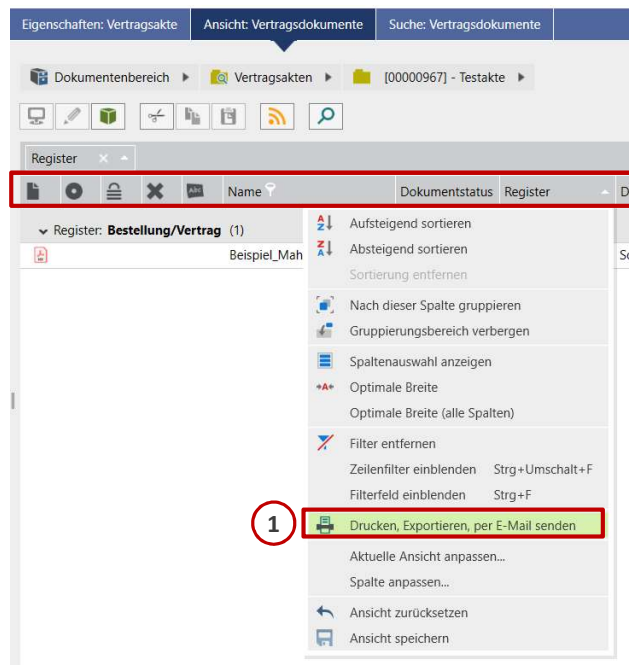 Eigenschaften: Vertragsakte Ansicht: Vertragsdokumente Suche: Vertragsdokumente
Dokumentenbereich Vertragsakten [00000967] - Testakte
Register
Name Dokumentstatus Register D
Register: Bestellung/Vertrag (1)
Beispiel_Mah
Aufsteigend sortieren
Absteigend sortieren
Sortierung entfernen
Nach dieser Spalte gruppieren
Gruppierungsbereich verbergen
Spaltenauswahl anzeigen
Optimale Breite
Optimale Breite (alle Spalten)
Filter entfernen
Zeilenfilter einblenden Strg+Umschalt+F
Filterfeld einblenden Strg+F
1 Drucken, Exportieren, per E-Mail senden
Aktuelle Ansicht anpassen...
Spalte anpassen...
Ansicht zurücksetzen
Ansicht speichern